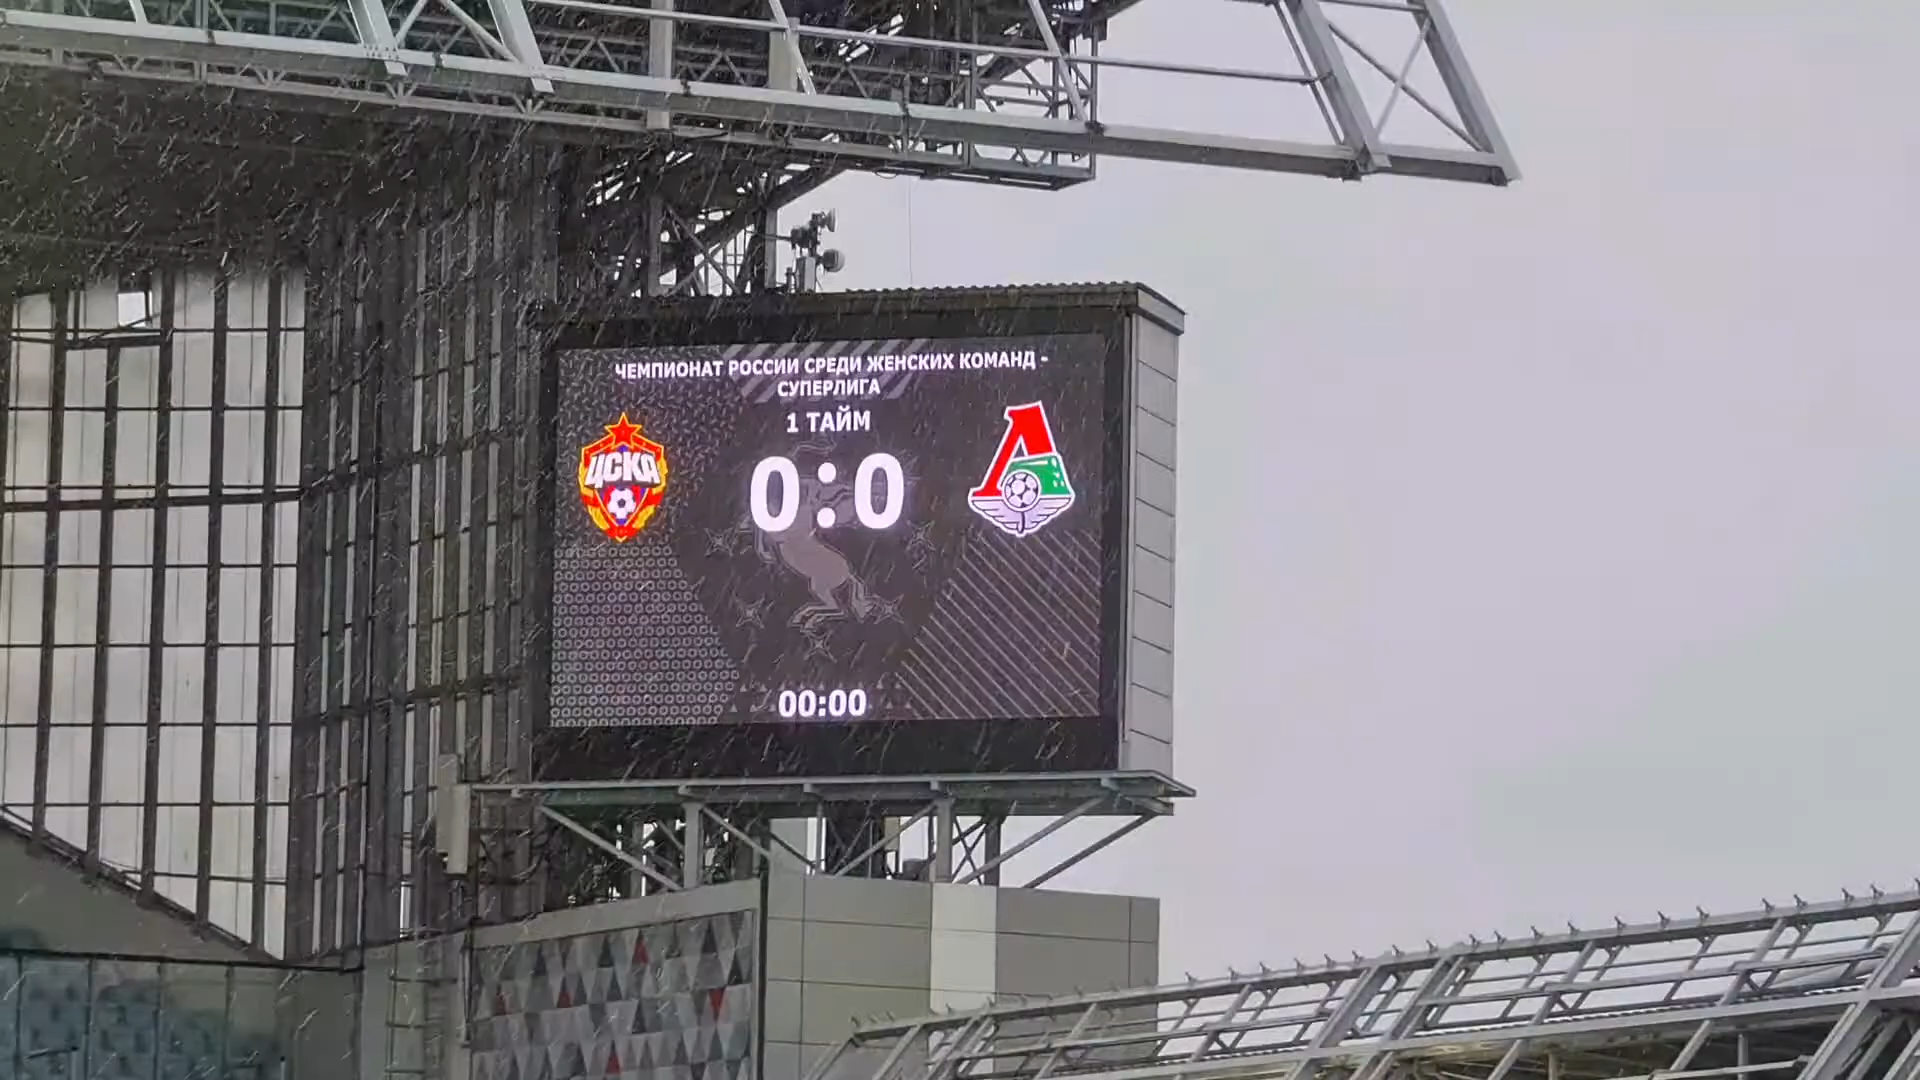 ЧЕМПИОНАТ РОССИИ СРЕДИ ЖЕНСКИХ КОМАНД -
СУПЕРЛИГА
1 ТАЙМ
ЦСКА
0:0
00:00